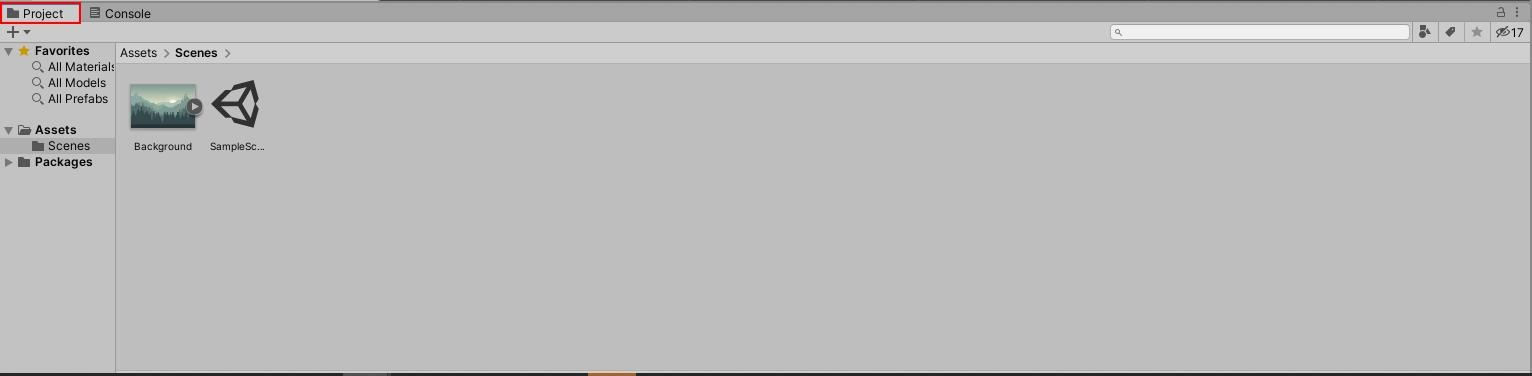 Project Console
17
Favorites
All Materials
All Models
All Prefabs
Assets
Scenes
Packages
Assets > Scenes >
Background SampleSc...